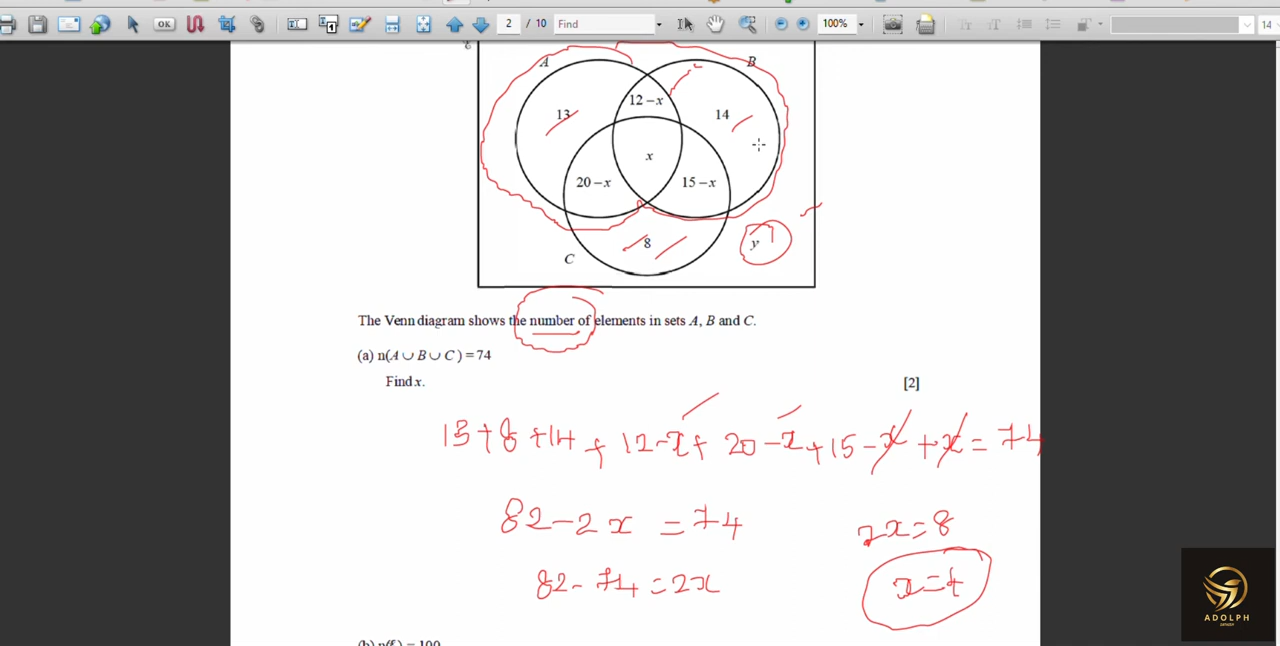 OK
2 / 10
Find
100%
14
A
B
13
12 – x
14
x
20 – x
15 – x
8
y
C
The Venn diagram shows the number of elements in sets A, B and C.
(a) n(A ∪ B ∪ C) = 74
Find x.
[2]
13 + 8 + 14 + 12 - x + 20 - x + 15 - x + x = 74
82 - 2x = 74
2x = 8
82 - 74 = 2x
x = 4
ADOLPH